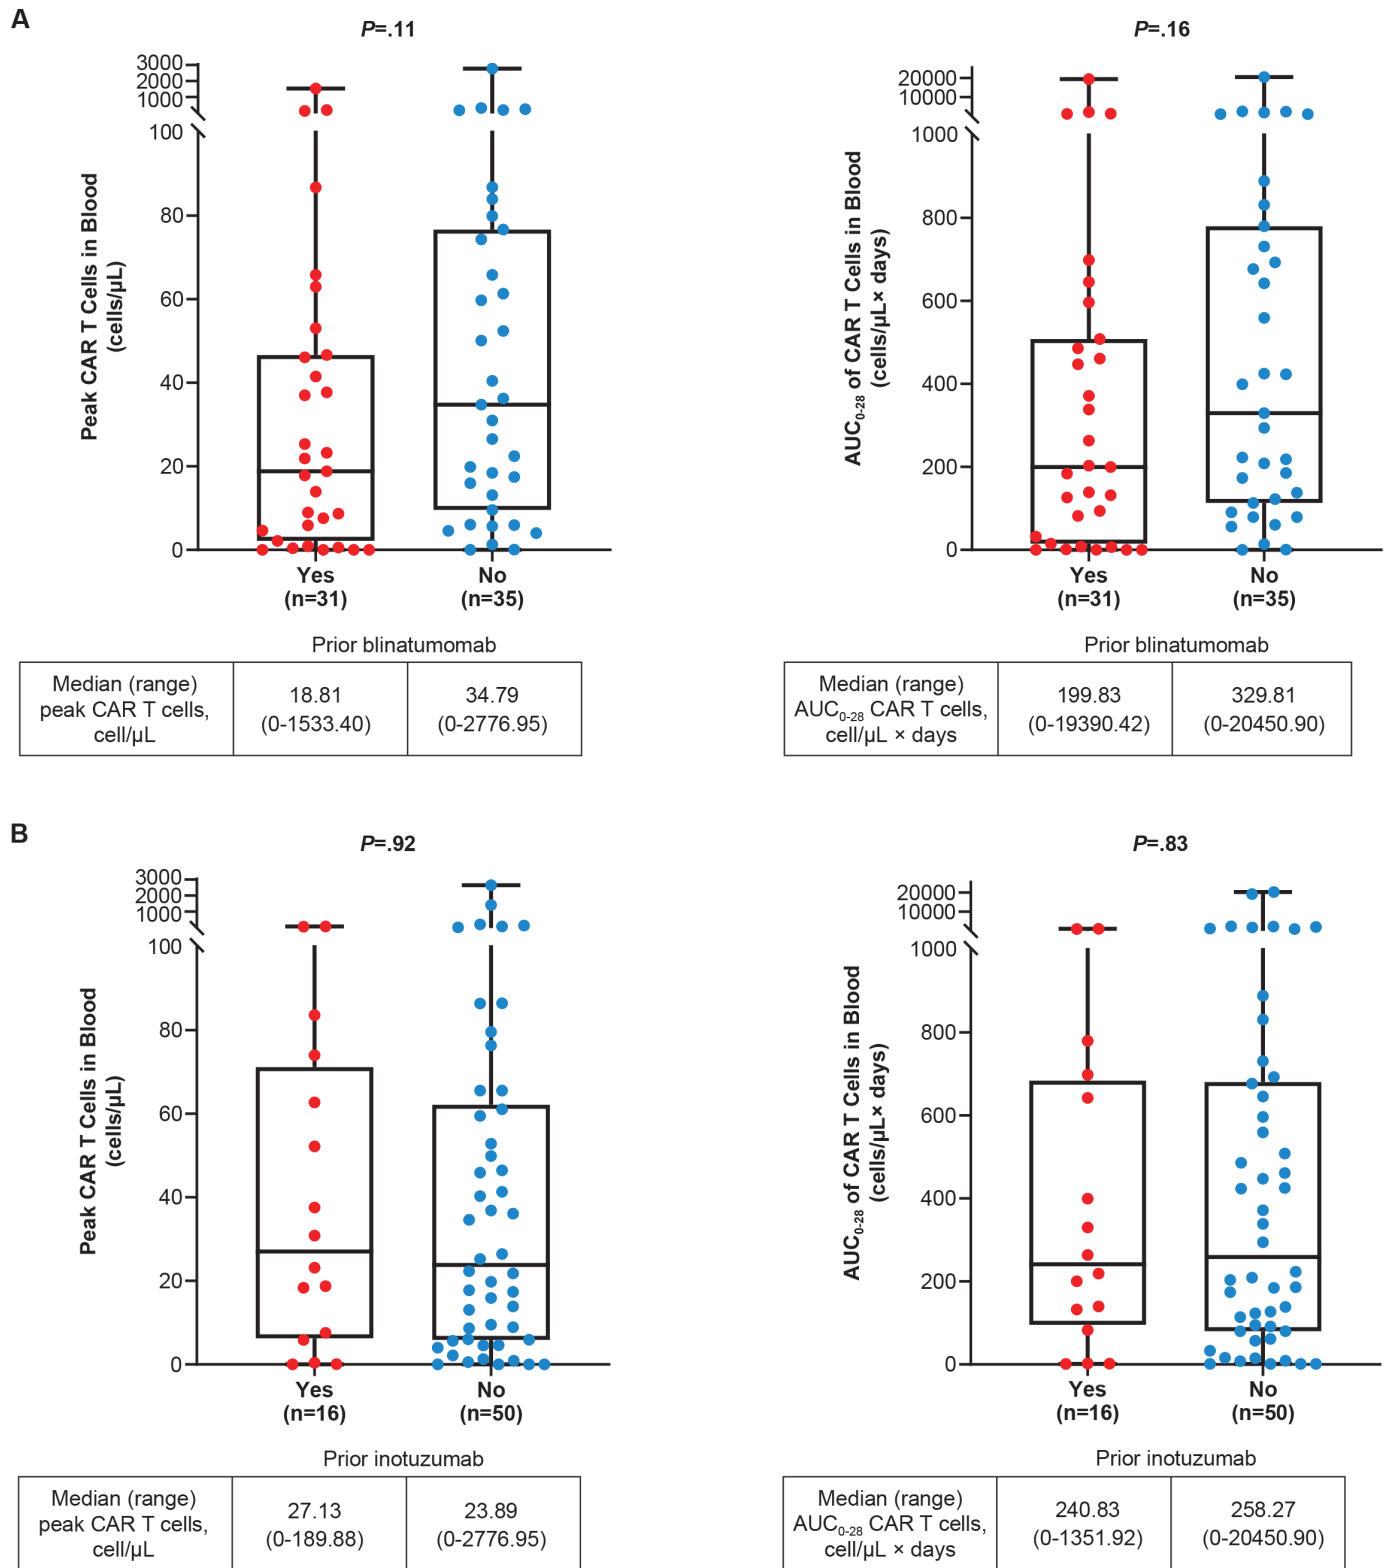 A
P=.11
3000
2000
1000
100
80
60
40
20
0
Peak CAR T Cells in Blood
(cells/µL)
Yes
(n=31)
No
(n=35)
Prior blinatumomab
Median (range)
peak CAR T cells,
cell/µL
18.81
(0-1533.40)
34.79
(0-2776.95)
P=.16
20000
10000
1000
800
600
400
200
0
AUC0-28 of CAR T Cells in Blood
(cells/µL× days)
Yes
(n=31)
No
(n=35)
Prior blinatumomab
Median (range)
AUC0-28 CAR T cells,
cell/µL × days
199.83
(0-19390.42)
329.81
(0-20450.90)
B
P=.92
3000
2000
1000
100
80
60
40
20
0
Peak CAR T Cells in Blood
(cells/µL)
Yes
(n=16)
No
(n=50)
Prior inotuzumab
Median (range)
peak CAR T cells,
cell/µL
27.13
(0-189.88)
23.89
(0-2776.95)
P=.83
20000
10000
1000
800
600
400
200
0
AUC0-28 of CAR T Cells in Blood
(cells/µL× days)
Yes
(n=16)
No
(n=50)
Prior inotuzumab
Median (range)
AUC0-28 CAR T cells,
cell/µL × days
240.83
(0-1351.92)
258.27
(0-20450.90)